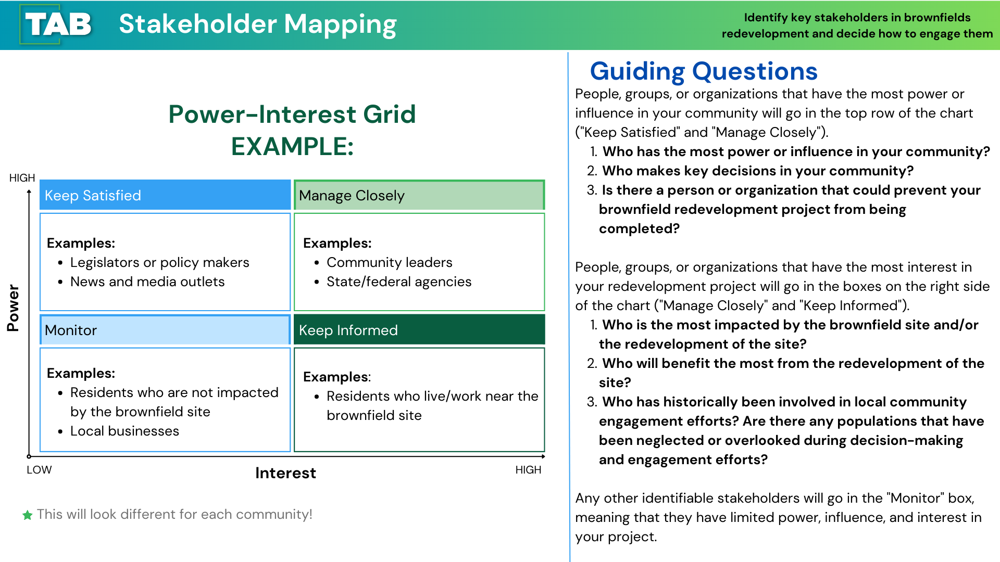 TAB
Stakeholder Mapping
Identify key stakeholders in brownfields
redevelopment and decide how to engage them
Power-Interest Grid
EXAMPLE:
HIGH
Power
Keep Satisfied
Examples:
• Legislators or policy makers
• News and media outlets
Manage Closely
Examples:
• Community leaders
• State/federal agencies
Monitor
Examples:
• Residents who are not impacted
by the brownfield site
• Local businesses
Keep Informed
Examples:
• Residents who live/work near the
brownfield site
LOW
Interest
HIGH
This will look different for each community!
Guiding Questions
People, groups, or organizations that have the most power or
influence in your community will go in the top row of the chart
("Keep Satisfied" and "Manage Closely").
1. Who has the most power or influence in your community?
2. Who makes key decisions in your community?
3. Is there a person or organization that could prevent your
brownfield redevelopment project from being
completed?
People, groups, or organizations that have the most interest in
your redevelopment project will go in the boxes on the right side
of the chart ("Manage Closely" and "Keep Informed").
1. Who is the most impacted by the brownfield site and/or
the redevelopment of the site?
2. Who will benefit the most from the redevelopment of the
site?
3. Who has historically been involved in local community
engagement efforts? Are there any populations that have
been neglected or overlooked during decision-making
and engagement efforts?
Any other identifiable stakeholders will go in the "Monitor" box,
meaning that they have limited power, influence, and interest in
your project.